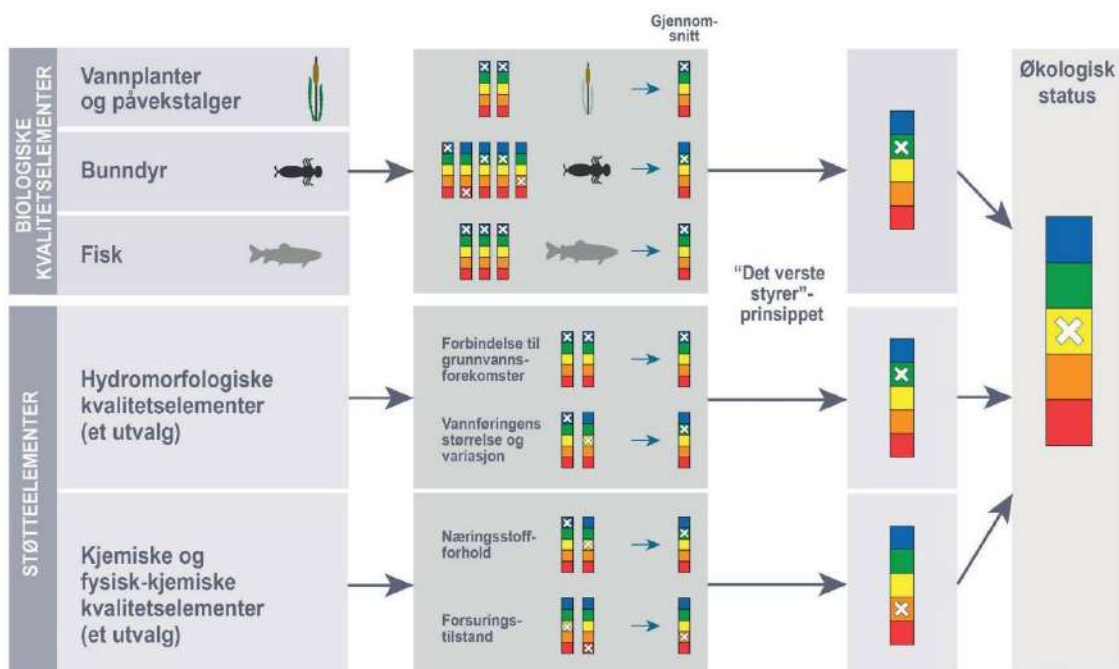 BIOLOGISKE
KVALITETSELEMENTER
Vannplanter
og påvekstalger
Bunndyr
Fisk
Gjennom-
snitt
"Det verste
styrer"-
prinsippet
Økologisk
status
STØTTEELEMENTER
Hydromorfologiske
kvalitetselementer
(et utvalg)
Forbindelse til
grunnvanns-
forekomster
Vannføringens
størrelse og
variasjon
Kjemiske og
fysisk-kjemiske
kvalitetselementer
(et utvalg)
Næringsstoff-
forhold
Forsurings-
tilstand